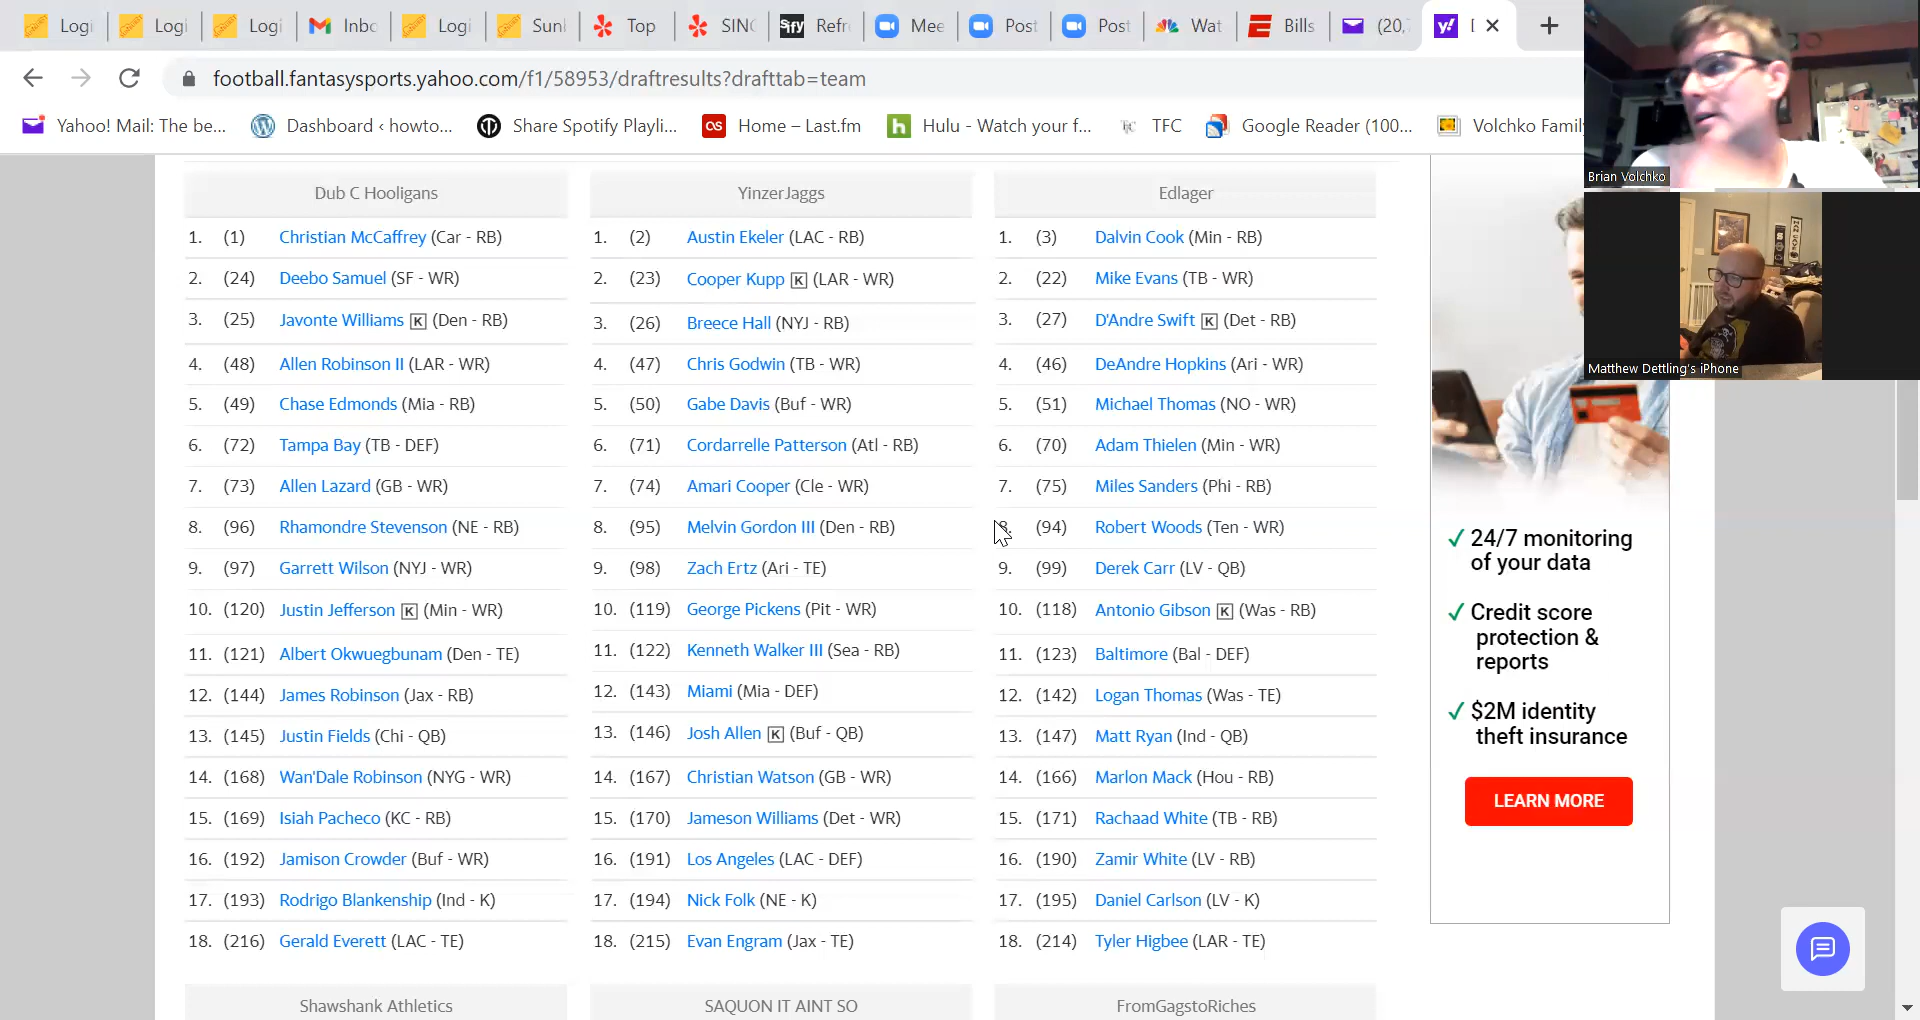 Logi
Logi
Logi
Inbo
Logi
Sunl
Top
SING
Sify Refr
Mee
Post
Post
Wat
Bills
(20,
football.fantasysports.yahoo.com/f1/58953/draftresults?drafttab=team
Yahoo! Mail: The be...
Dashboard ‹ howto...
Share Spotify Playli...
Home – Last.fm
Hulu - Watch your f...
TFC
Google Reader (100...
Volchko Family
Brian Volchko
Matthew Dettling's iPhone
Dub C Hooligans
1. (1) Christian McCaffrey (Car - RB)
2. (24) Deebo Samuel (SF - WR)
3. (25) Javonte Williams K (Den - RB)
4. (48) Allen Robinson II (LAR - WR)
5. (49) Chase Edmonds (Mia - RB)
6. (72) Tampa Bay (TB - DEF)
7. (73) Allen Lazard (GB - WR)
8. (96) Rhamondre Stevenson (NE - RB)
9. (97) Garrett Wilson (NYJ - WR)
10. (120) Justin Jefferson K (Min - WR)
11. (121) Albert Okwuegbunam (Den - TE)
12. (144) James Robinson (Jax - RB)
13. (145) Justin Fields (Chi - QB)
14. (168) Wan'Dale Robinson (NYG - WR)
15. (169) Isiah Pacheco (KC - RB)
16. (192) Jamison Crowder (Buf - WR)
17. (193) Rodrigo Blankenship (Ind - K)
18. (216) Gerald Everett (LAC - TE)
YinzerJaggs
1. (2) Austin Ekeler (LAC - RB)
2. (23) Cooper Kupp K (LAR - WR)
3. (26) Breece Hall (NYJ - RB)
4. (47) Chris Godwin (TB - WR)
5. (50) Gabe Davis (Buf - WR)
6. (71) Cordarrelle Patterson (Atl - RB)
7. (74) Amari Cooper (Cle - WR)
8. (95) Melvin Gordon III (Den - RB)
9. (98) Zach Ertz (Ari - TE)
10. (119) George Pickens (Pit - WR)
11. (122) Kenneth Walker III (Sea - RB)
12. (143) Miami (Mia - DEF)
13. (146) Josh Allen K (Buf - QB)
14. (167) Christian Watson (GB - WR)
15. (170) Jameson Williams (Det - WR)
16. (191) Los Angeles (LAC - DEF)
17. (194) Nick Folk (NE - K)
18. (215) Evan Engram (Jax - TE)
Edlager
1. (3) Dalvin Cook (Min - RB)
2. (22) Mike Evans (TB - WR)
3. (27) D'Andre Swift K (Det - RB)
4. (46) DeAndre Hopkins (Ari - WR)
5. (51) Michael Thomas (NO - WR)
6. (70) Adam Thielen (Min - WR)
7. (75) Miles Sanders (Phi - RB)
8. (94) Robert Woods (Ten - WR)
9. (99) Derek Carr (LV - QB)
10. (118) Antonio Gibson K (Was - RB)
11. (123) Baltimore (Bal - DEF)
12. (142) Logan Thomas (Was - TE)
13. (147) Matt Ryan (Ind - QB)
14. (166) Marlon Mack (Hou - RB)
15. (171) Rachaad White (TB - RB)
16. (190) Zamir White (LV - RB)
17. (195) Daniel Carlson (LV - K)
18. (214) Tyler Higbee (LAR - TE)
Shawshank Athletics
SAQUON IT AINT SO
FromGagstoRiches
✓ 24/7 monitoring
of your data
✓ Credit score
protection &
reports
✓ $2M identity
theft insurance
LEARN MORE